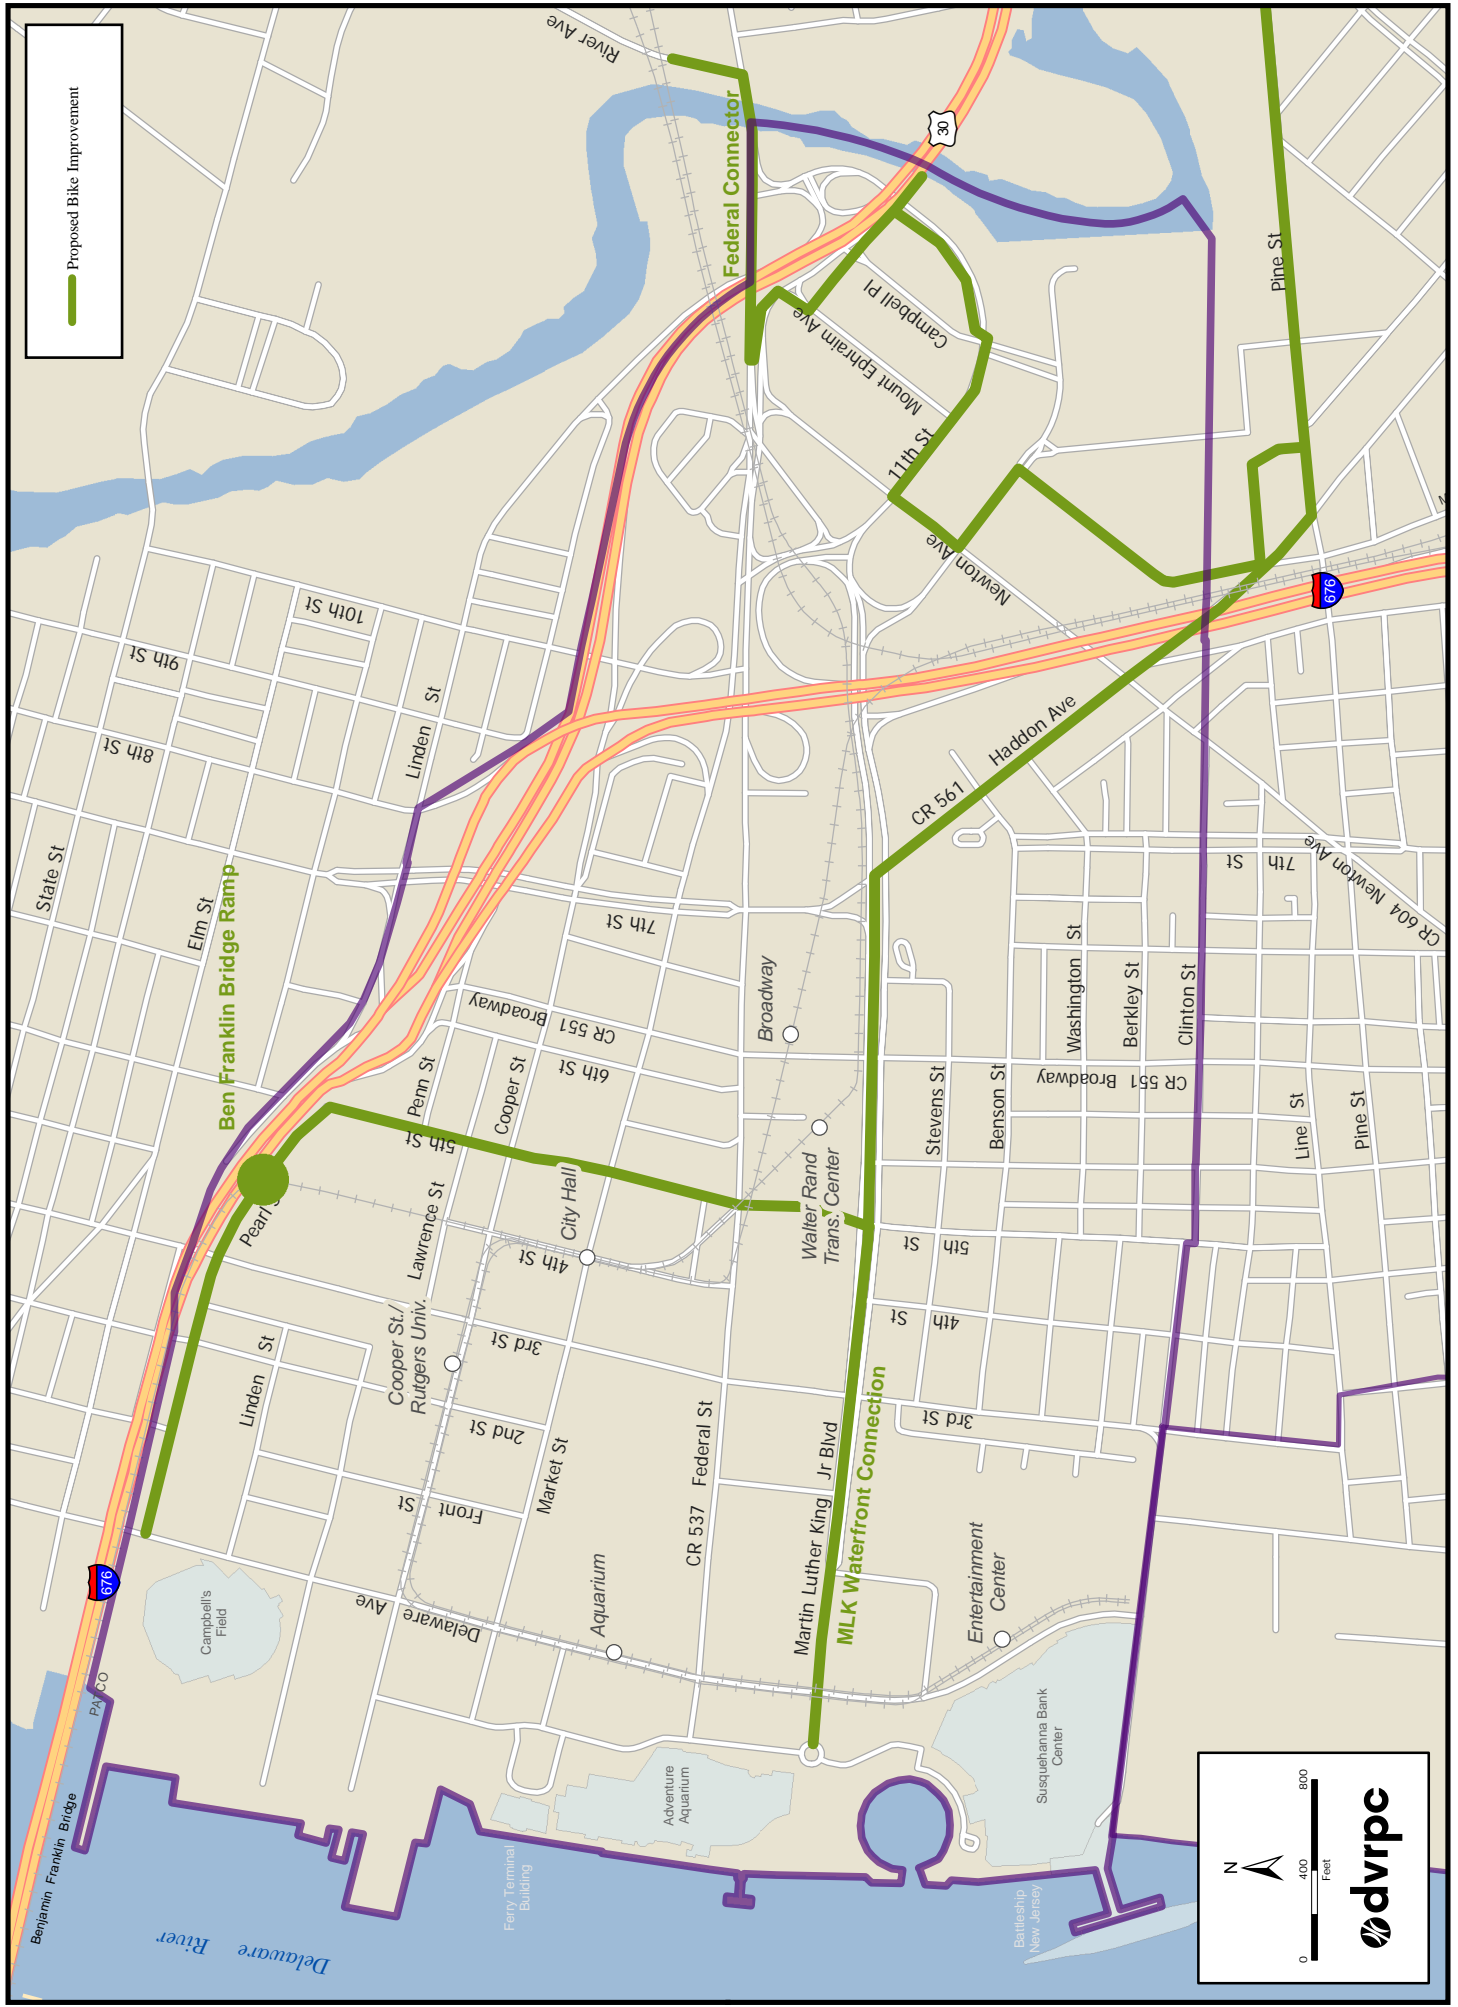 Proposed Bike Improvement
River Ave
Federal Connector
30
Pine St
Campbell Pl
Mount Ephraim Ave
11th St
Newton Ave
676
10th St
9th St
8th St
Linden St
State St
Elm St
Ben Franklin Bridge Ramp
7th St
CR 551 Broadway
6th St
Broadway
Haddon Ave
CR 561
7th St
CR 604 Newton Ave
Washington St
Berkley St
Clinton St
CR 551 Broadway
Stevens St
Benson St
Line St
Pine St
Penn St
Cooper St
5th St
City Hall
Walter Rand
Trans. Center
Pearl S
Lawrence St
4th St
Cooper St./
Rutgers Univ.
3rd St
2nd St
Linden St
Front St
Market St
CR 537 Federal St
Martin Luther King Jr Blvd
MLK Waterfront Connection
5th St
4th St
3rd St
Entertainment
Center
Aquarium
Delaware Ave
Campbell's
Field
676
PATCO
Benjamin Franklin Bridge
Delaware River
Ferry Terminal
Building
Adventure
Aquarium
Susquehanna Bank
Center
Battleship
New Jersey
N
0 400 800
Feet
dvrpc